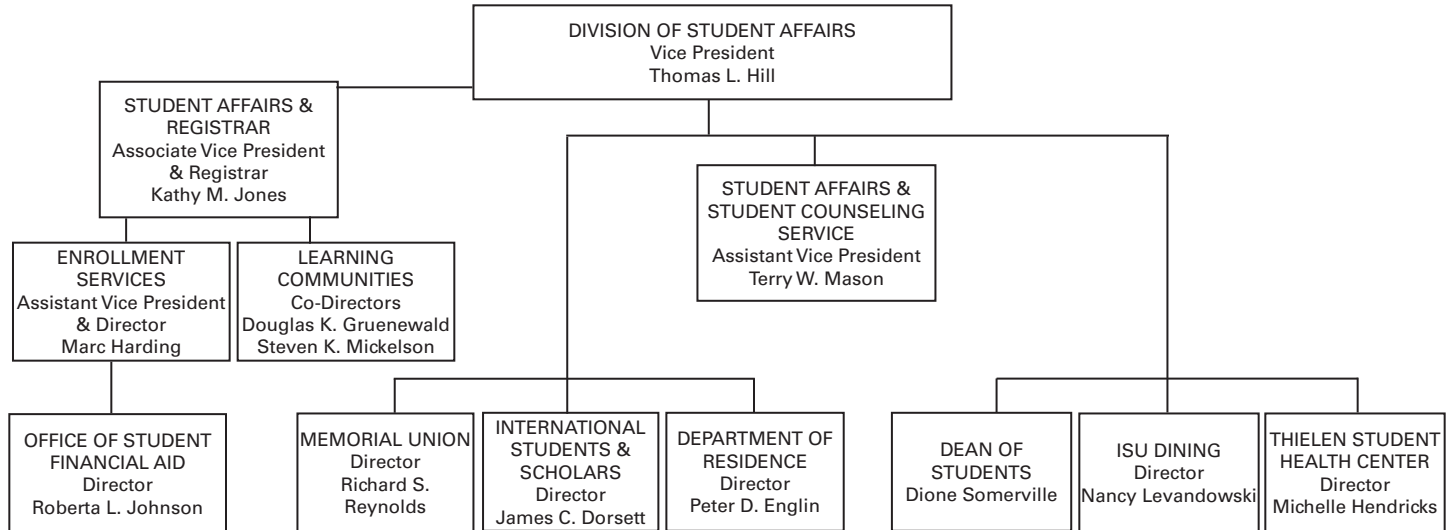 DIVISION OF STUDENT AFFAIRS
Vice President
Thomas L. Hill
STUDENT AFFAIRS &
REGISTRAR
Associate Vice President
& Registrar
Kathy M. Jones
STUDENT AFFAIRS &
STUDENT COUNSELING
SERVICE
Assistant Vice President
Terry W. Mason
ENROLLMENT
SERVICES
Assistant Vice President
& Director
Marc Harding
LEARNING
COMMUNITIES
Co-Directors
Douglas K. Gruenewald
Steven K. Mickelson
OFFICE OF STUDENT
FINANCIAL AID
Director
Roberta L. Johnson
MEMORIAL UNION
Director
Richard S.
Reynolds
INTERNATIONAL
STUDENTS &
SCHOLARS
Director
James C. Dorsett
DEPARTMENT OF
RESIDENCE
Director
Peter D. Englin
DEAN OF
STUDENTS
Dione Somerville
ISU DINING
Director
Nancy Levandowski
THIELEN STUDENT
HEALTH CENTER
Director
Michelle Hendricks